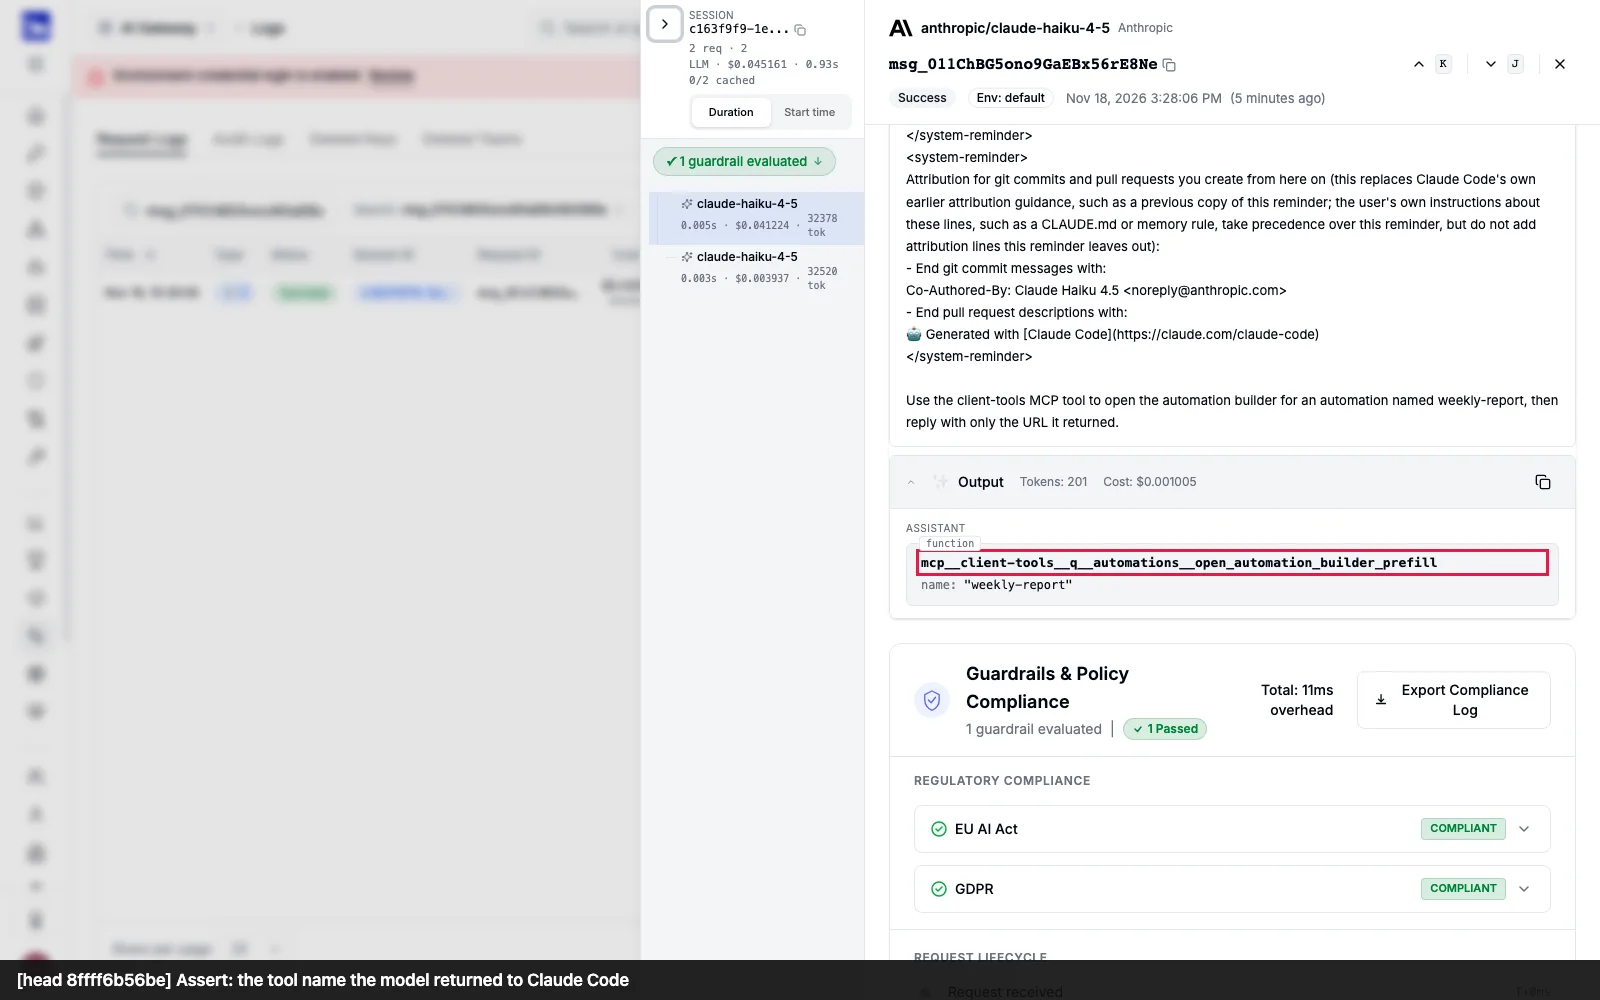 SESSION
c163f9f9-1e...
2 req · 2
LLM · $0.045161 · 0.93s
0/2 cached
Duration
Start time
✓ 1 guardrail evaluated ↓
claude-haiku-4-5
0.005s · $0.041224 · 32378 tok
claude-haiku-4-5
0.003s · $0.003937 · 32520 tok
anthropic/claude-haiku-4-5 Anthropic
msg_011ChBG5ono9GaEBx56rE8Ne
K
J
Success
Env: default
Nov 18, 2026 3:28:06 PM (5 minutes ago)
</system-reminder>
<system-reminder>
Attribution for git commits and pull requests you create from here on (this replaces Claude Code's own
earlier attribution guidance, such as a previous copy of this reminder; the user's own instructions about
these lines, such as a CLAUDE.md or memory rule, take precedence over this reminder, but do not add
attribution lines this reminder leaves out):
- End git commit messages with:
Co-Authored-By: Claude Haiku 4.5 <noreply@anthropic.com>
- End pull request descriptions with:
🤖 Generated with [Claude Code](https://claude.com/claude-code)
</system-reminder>
Use the client-tools MCP tool to open the automation builder for an automation named weekly-report, then
reply with only the URL it returned.
Output Tokens: 201 Cost: $0.001005
ASSISTANT
function
mcp__client-tools__q__automations__open_automation_builder_prefill
name: "weekly-report"
Guardrails & Policy
Compliance
1 guardrail evaluated | ✓ 1 Passed
Total: 11ms
overhead
Export Compliance
Log
REGULATORY COMPLIANCE
EU AI Act
COMPLIANT
GDPR
COMPLIANT
REQUEST LIFECYCLE
Request received
[head 8ffff6b56be] Assert: the tool name the model returned to Claude Code